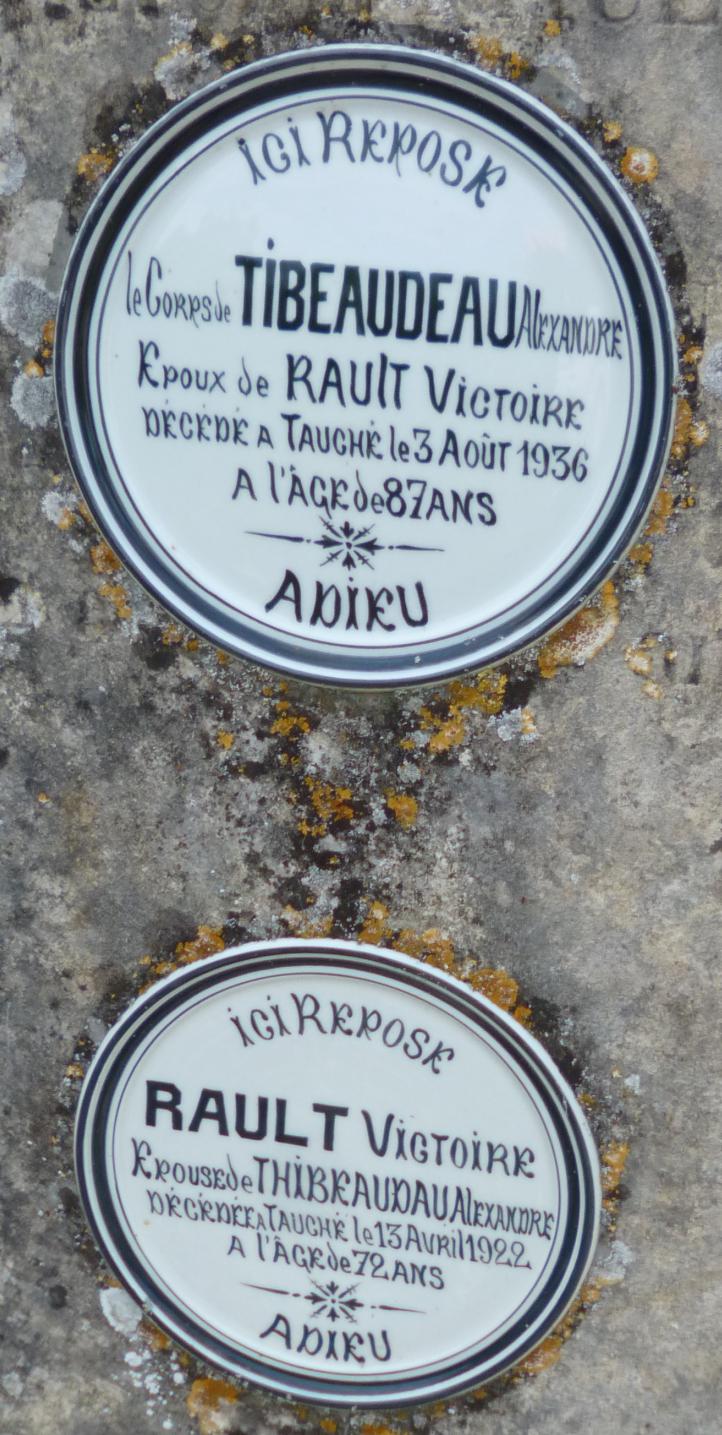 ICI REPOSE
le CORPS de TIBEAUDEAU ALEXANDRE
EPOUX de RAULT VICTOIRE
DÉCÉDÉ A TAUCHÉ le 3 AOÛT 1936
A l'ÂGE de 87 ANS
ADIEU
ICI REPOSE
RAULT VICTOIRE
EPOUSE de THIBEAUDAU ALEXANDRE
DÉCÉDÉE A TAUCHÉ le 13 AVRIL 1922
A l'ÂGE de 72 ANS
ADIEU